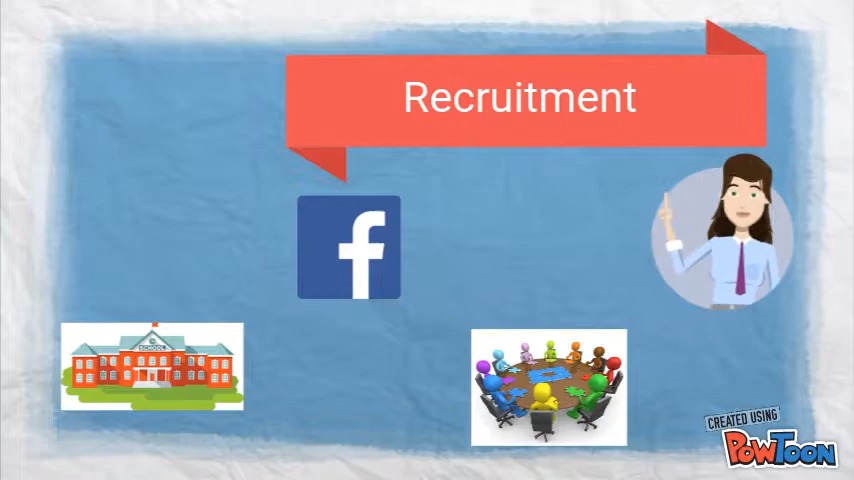 Recruitment
f
SCHOOL
CREATED USING
POWTOON